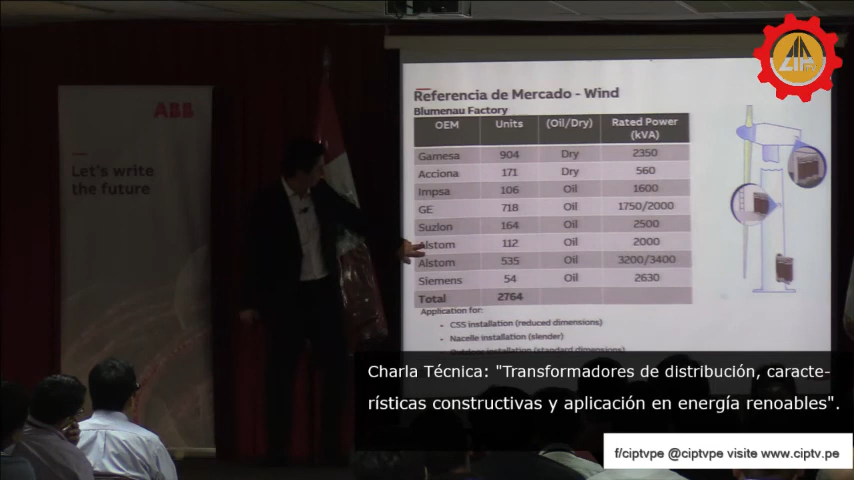 ABB
Let's write
the future
Referencia de Mercado - Wind
Blumenau Factory
OEM Units (Oil/Dry) Rated Power (kVA)
Gamesa 904 Dry 2350
Acciona 171 Dry 560
Impsa 106 Oil 1600
GE 718 Oil 1750/2000
Suzlon 164 Oil 2500
Alstom 112 Oil 2000
Alstom 535 Oil 3200/3400
Siemens 54 Oil 2630
Total 2764
Application for:
- CSS installation (reduced dimensions)
- Nacelle installation (slender)
- Outdoor installation (standard dimensions)
Charla Técnica: "Transformadores de distribución, caracte-
rísticas constructivas y aplicación en energía renoables".
f/ciptvpe @ciptvpe visite www.ciptv.pe